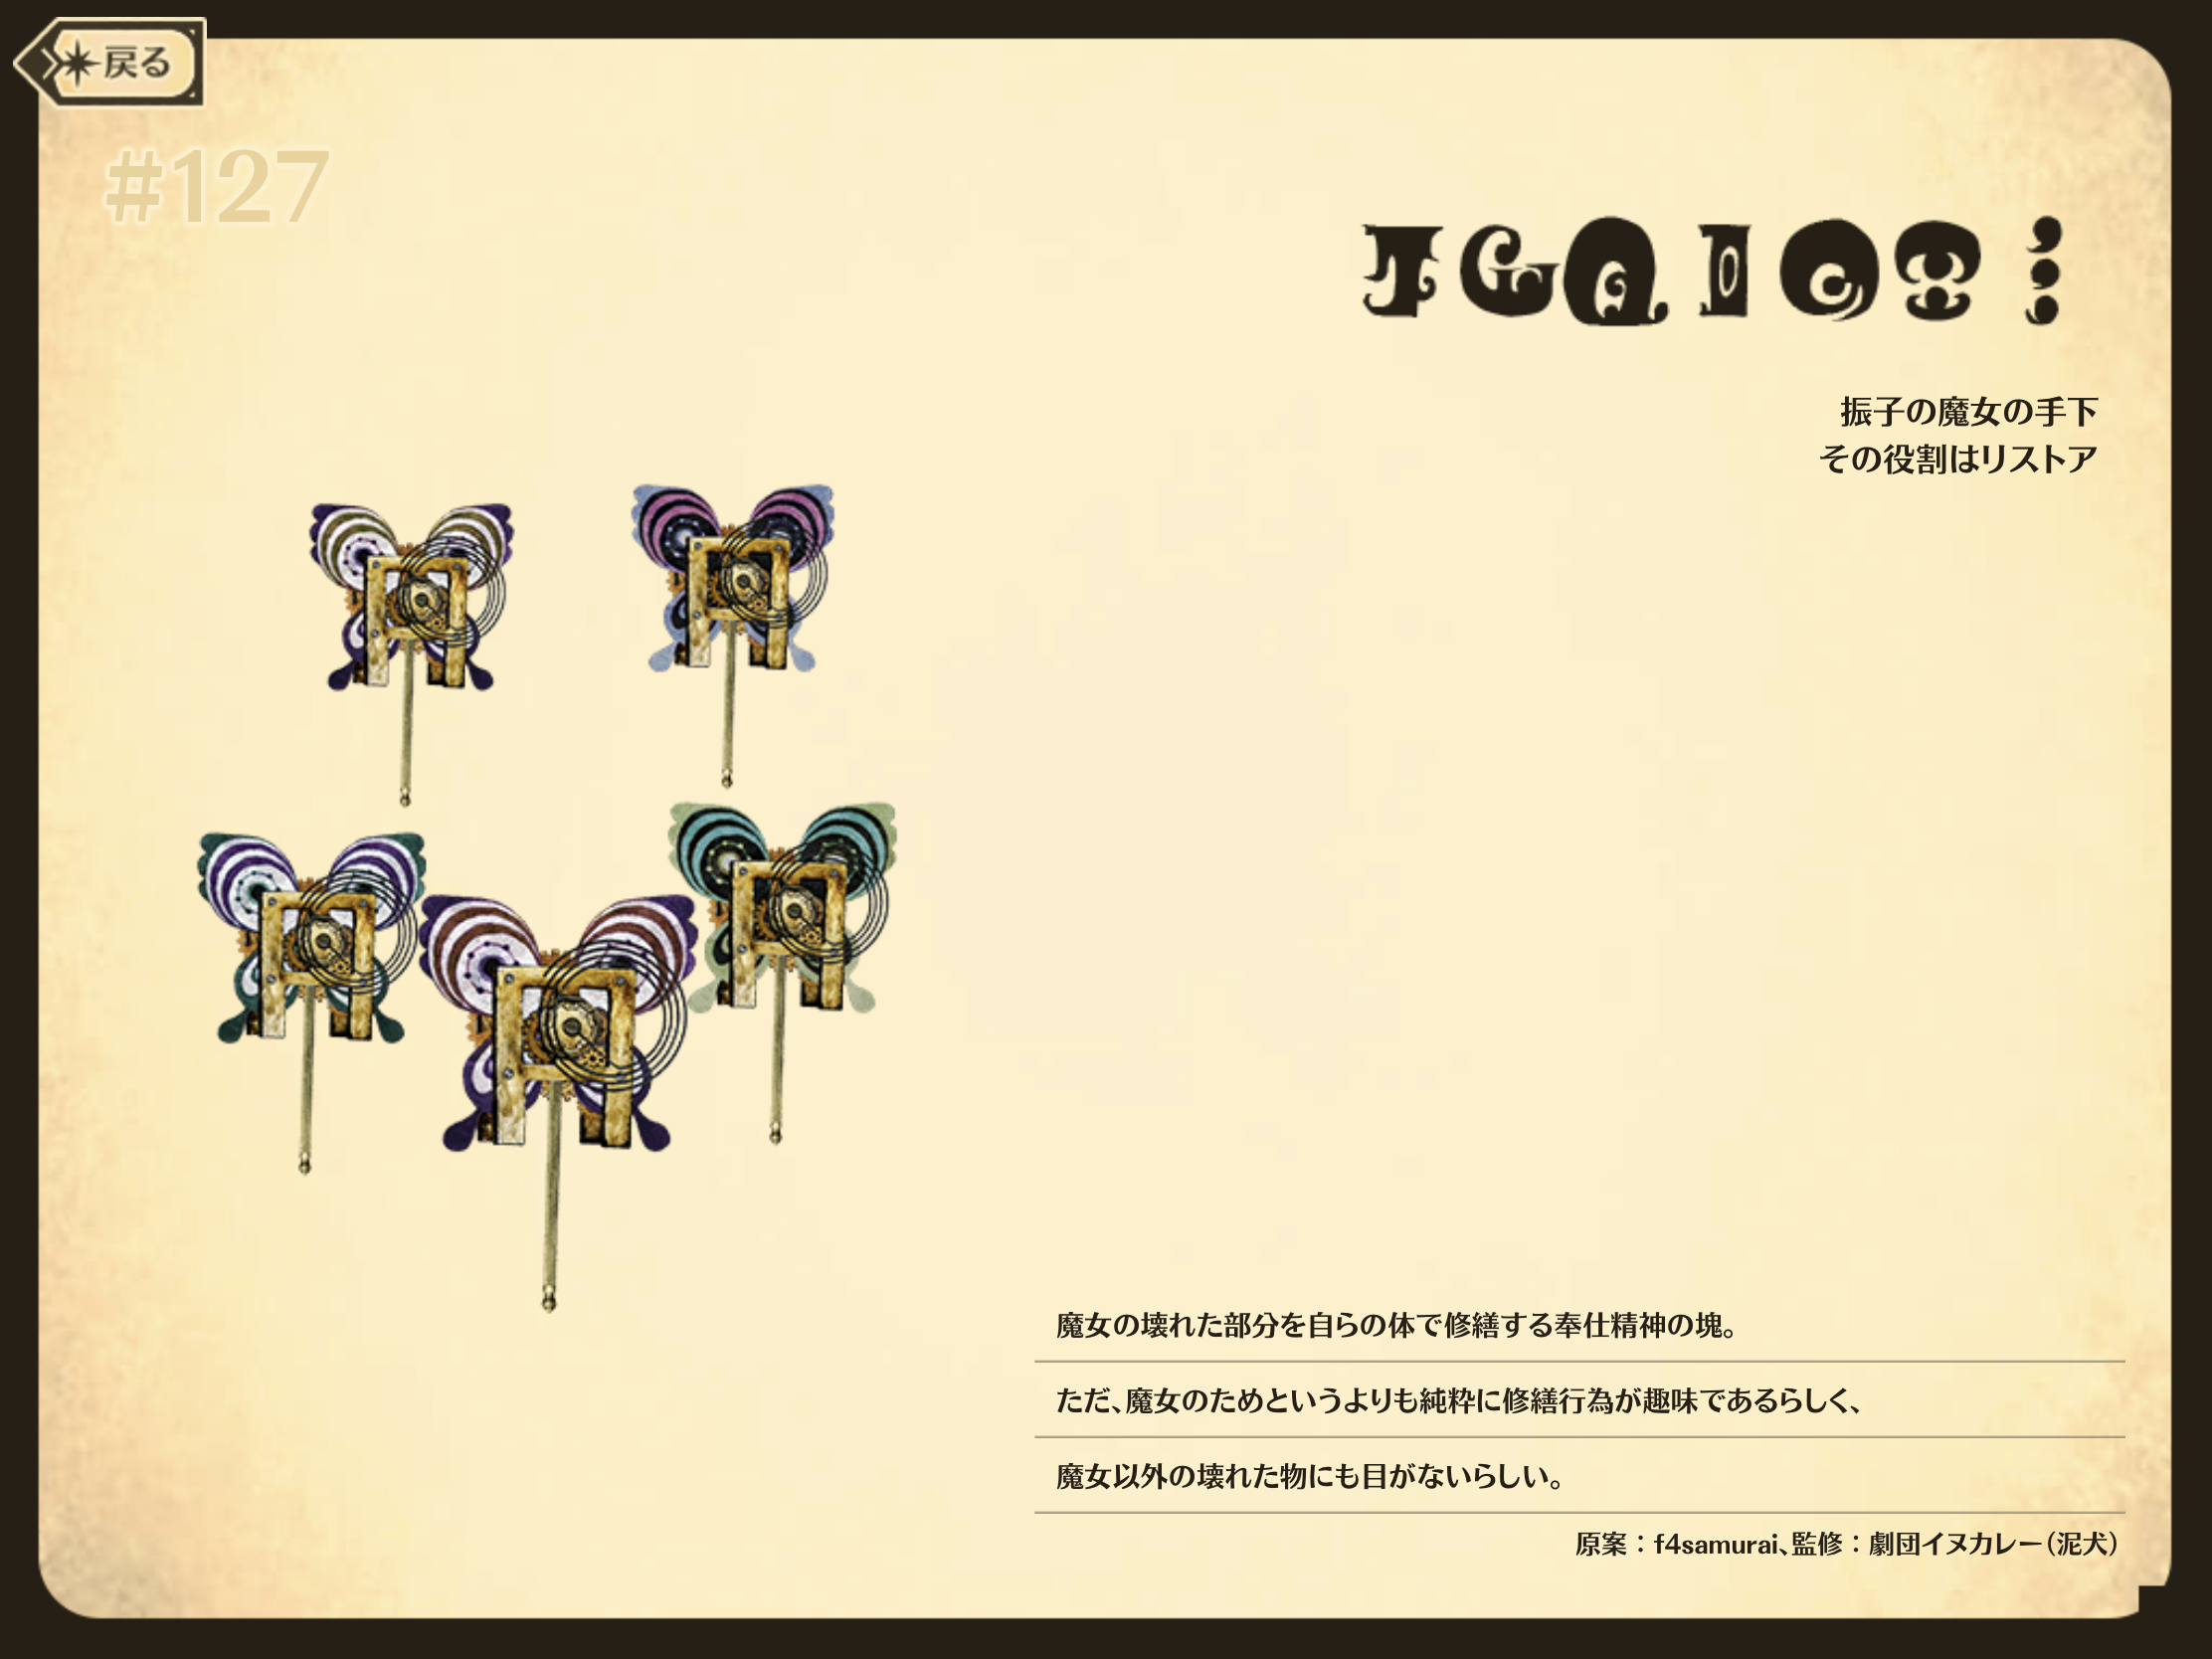 戻る
#127
振子の魔女の手下
その役割はリストア
魔女の壊れた部分を自らの体で修繕する奉仕精神の塊。
ただ、魔女のためというよりも純粋に修繕行為が趣味であるらしく、
魔女以外の壊れた物にも目がないらしい。
原案：f4samurai、監修：劇団イヌカレー（泥犬）